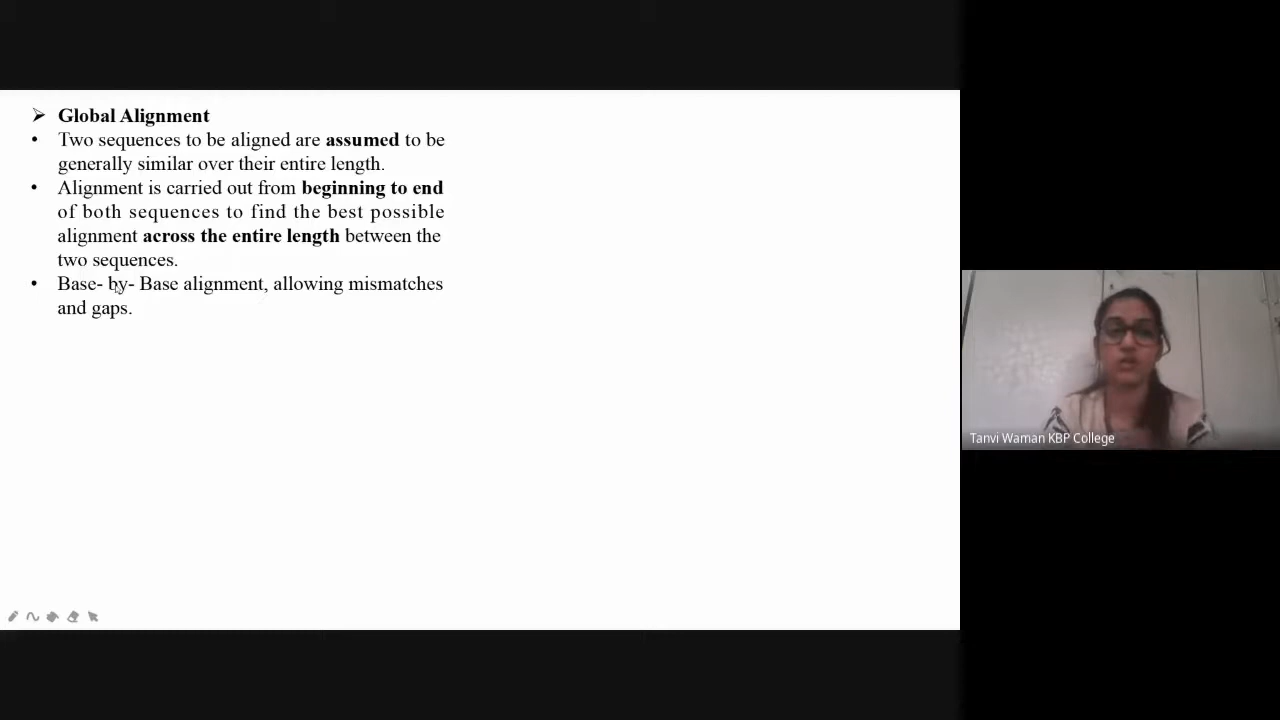 ➢ Global Alignment
• Two sequences to be aligned are assumed to be
generally similar over their entire length.
• Alignment is carried out from beginning to end
of both sequences to find the best possible
alignment across the entire length between the
two sequences.
• Base- by- Base alignment, allowing mismatches
and gaps.
Tanvi Waman KBP College